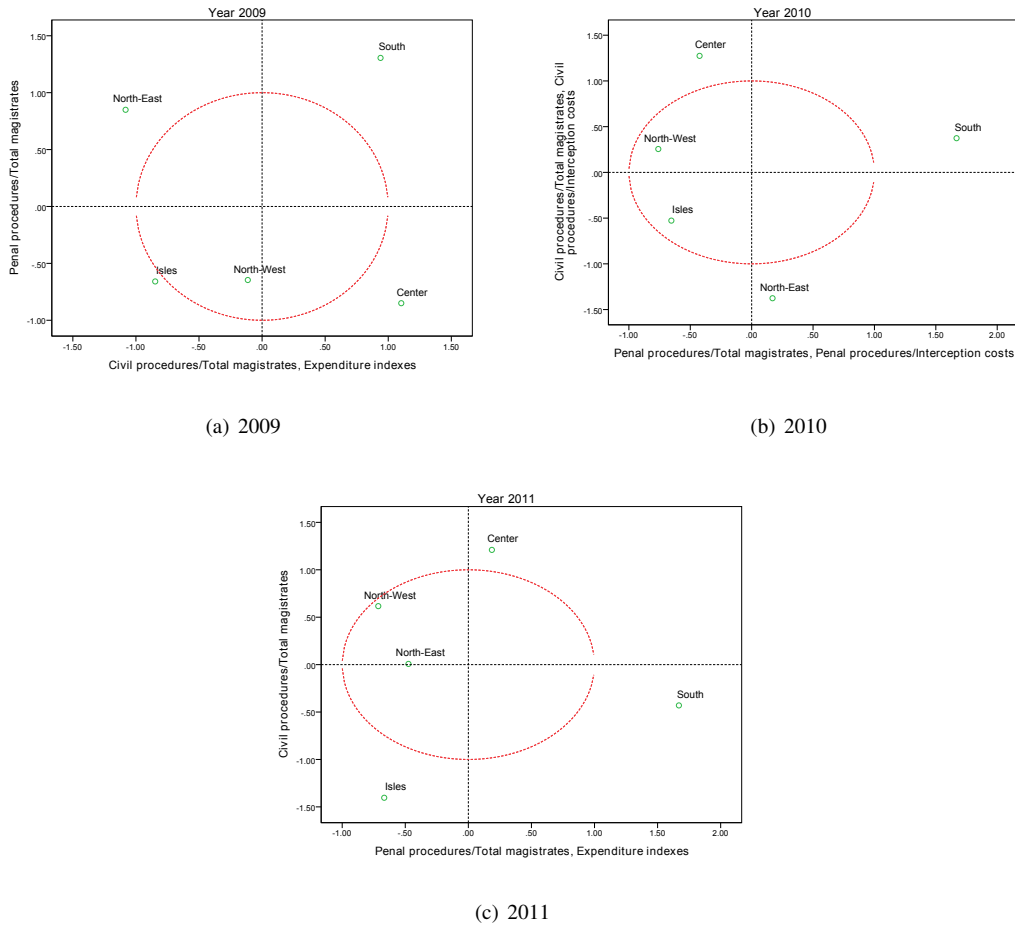 Year 2009
1.50
1.00
.50
.00
-.50
-1.00
Penal procedures/Total magistrates
South
North-East
Isles
North-West
Center
-1.50
-1.00
-.50
.00
.50
1.00
1.50
Civil procedures/Total magistrates, Expenditure indexes
(a) 2009
Year 2010
1.50
1.00
.50
.00
-.50
-1.00
-1.50
Civil procedures/Total magistrates, Civil
procedures/Interception costs
Center
South
North-West
Isles
North-East
-1.00
-.50
.00
.50
1.00
1.50
2.00
Penal procedures/Total magistrates, Penal procedures/Interception costs
(b) 2010
Year 2011
1.50
1.00
.50
.00
-.50
-1.00
-1.50
Civil procedures/Total magistrates
Center
North-West
North-East
South
Isles
-1.00
-.50
.00
.50
1.00
1.50
2.00
Penal procedures/Total magistrates, Expenditure indexes
(c) 2011